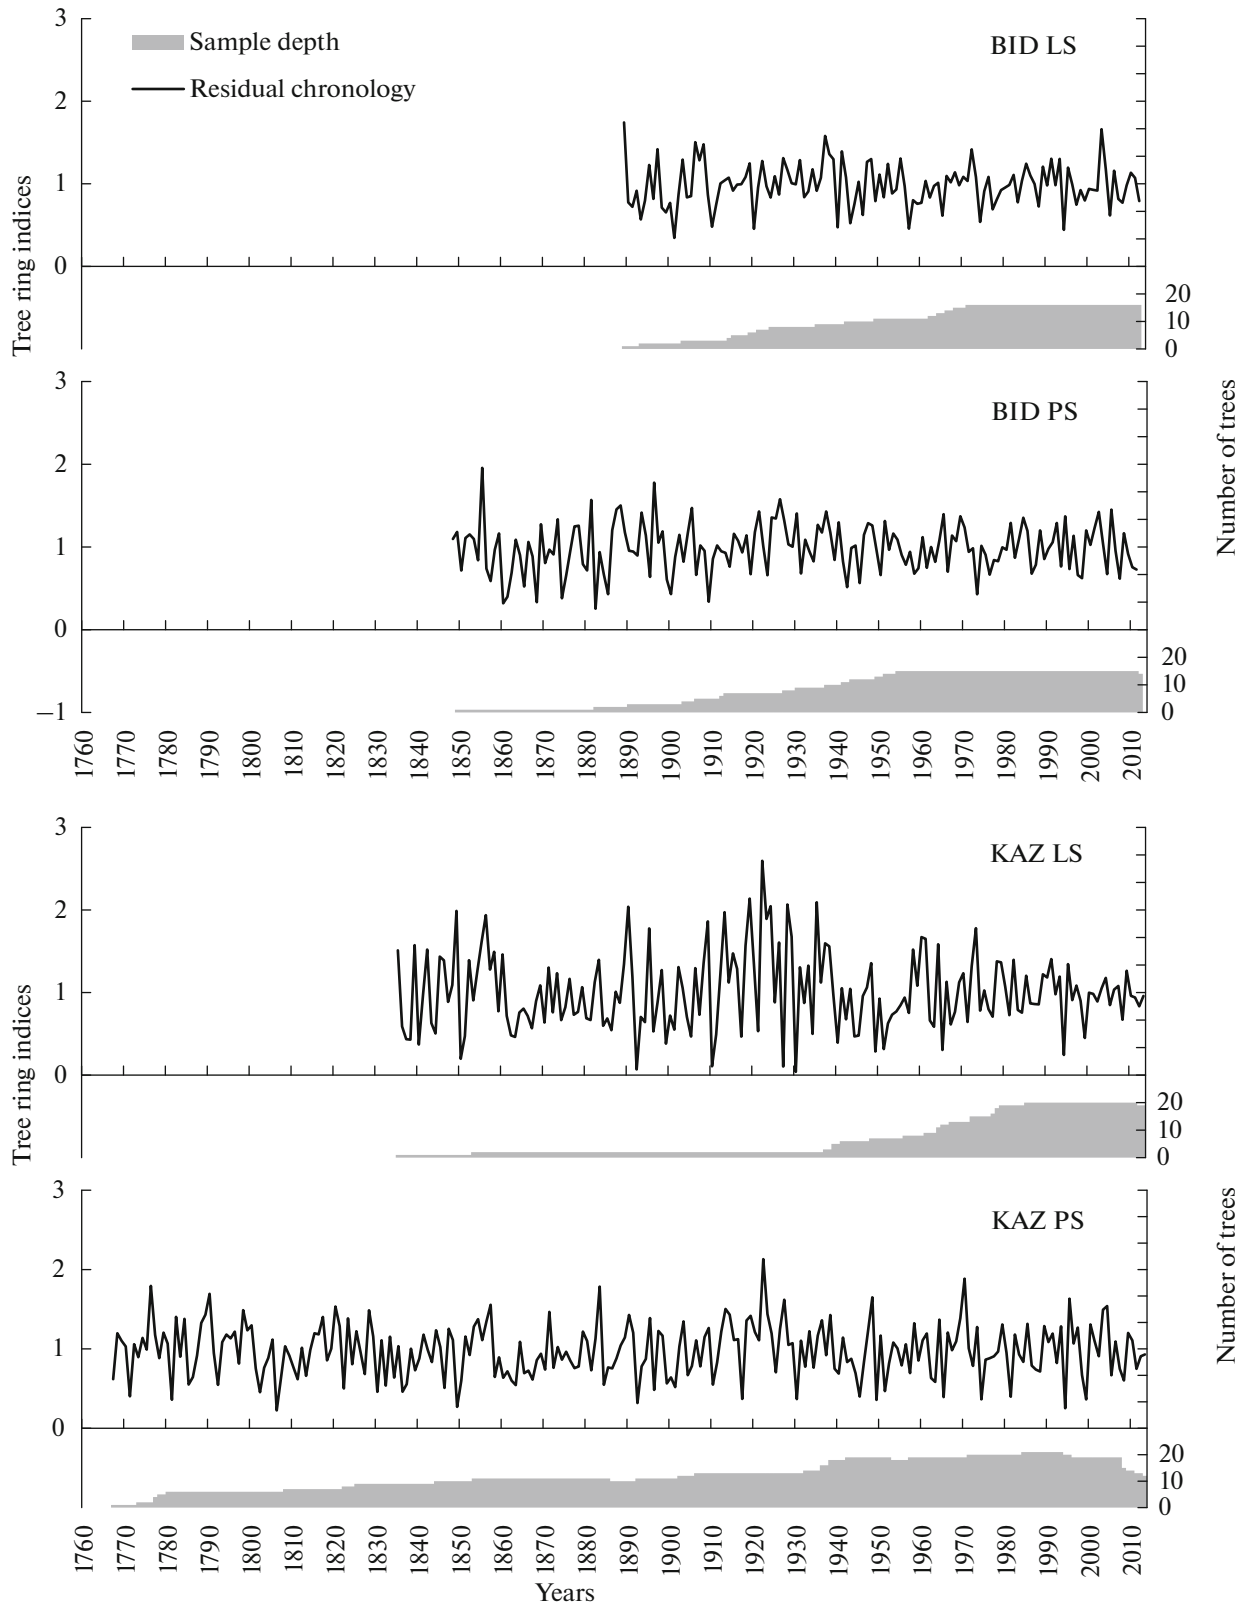 3
Sample depth
BID LS
Residual chronology
2
1
0
20
10
0
Tree ring indices
3
BID PS
2
1
0
20
10
−1
0
Number of trees
1760 1770 1780 1790 1800 1810 1820 1830 1840 1850 1860 1870 1880 1890 1900 1910 1920 1930 1940 1950 1960 1970 1980 1990 2000 2010
3
KAZ LS
2
1
0
20
10
0
Tree ring indices
3
KAZ PS
2
1
0
20
10
0
Number of trees
1760 1770 1780 1790 1800 1810 1820 1830 1840 1850 1860 1870 1880 1890 1900 1910 1920 1930 1940 1950 1960 1970 1980 1990 2000 2010
Years